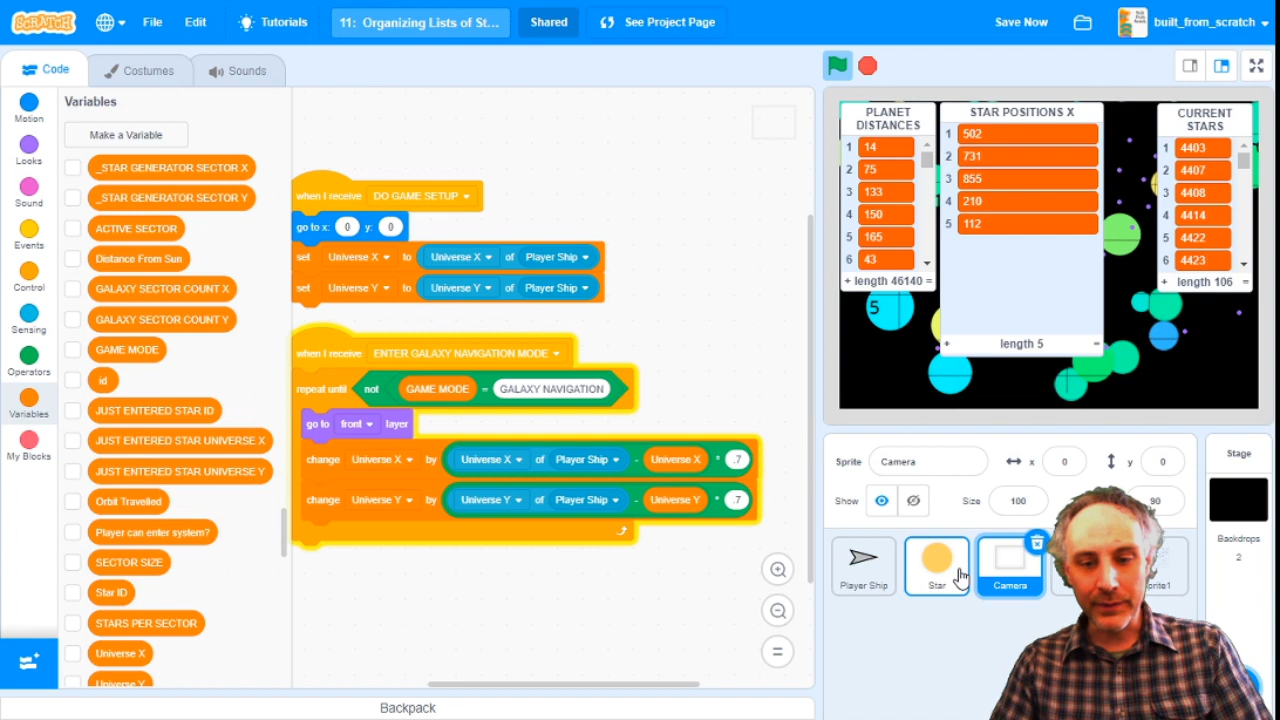 SCRATCH
File
Edit
Tutorials
11: Organizing Lists of St...
Shared
See Project Page
Save Now
built_from_scratch
Code
Costumes
Sounds
Motion
Looks
Sound
Events
Control
Sensing
Operators
Variables
My Blocks
Variables
Make a Variable
_STAR GENERATOR SECTOR X
_STAR GENERATOR SECTOR Y
ACTIVE SECTOR
Distance From Sun
GALAXY SECTOR COUNT X
GALAXY SECTOR COUNT Y
GAME MODE
id
JUST ENTERED STAR ID
JUST ENTERED STAR UNIVERSE X
JUST ENTERED STAR UNIVERSE Y
Orbit Travelled
Player can enter system?
SECTOR SIZE
Star ID
STARS PER SECTOR
Universe X
Universe Y
when I receive DO GAME SETUP
go to x: 0 y: 0
set Universe X to Universe X of Player Ship
set Universe Y to Universe Y of Player Ship
when I receive ENTER GALAXY NAVIGATION MODE
repeat until not GAME MODE = GALAXY NAVIGATION
go to front layer
change Universe X by Universe X of Player Ship - Universe X * .7
change Universe Y by Universe Y of Player Ship - Universe Y * .7
Backpack
PLANET
DISTANCES
1 14
2 75
3 133
4 150
5 165
6 43
+ length 46140 =
STAR POSITIONS X
1 502
2 731
3 855
4 210
5 112
+ length 5 =
CURRENT
STARS
1 4403
2 4407
3 4408
4 4414
5 4422
6 4423
+ length 106 =
5
Sprite Camera x 0 y 0
Show Size 100 90
Player Ship
Star
Camera
Stage
Backdrops
2